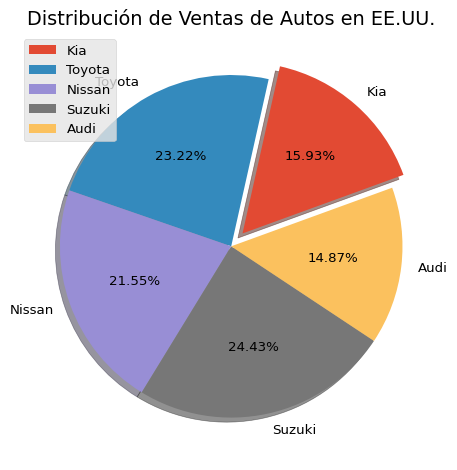 Distribución de Ventas de Autos en EE.UU.
Kia
Toyota
Nissan
Suzuki
Audi
Toyota
Kia
23.22%
15.93%
21.55%
14.87%
Audi
Nissan
24.43%
Suzuki